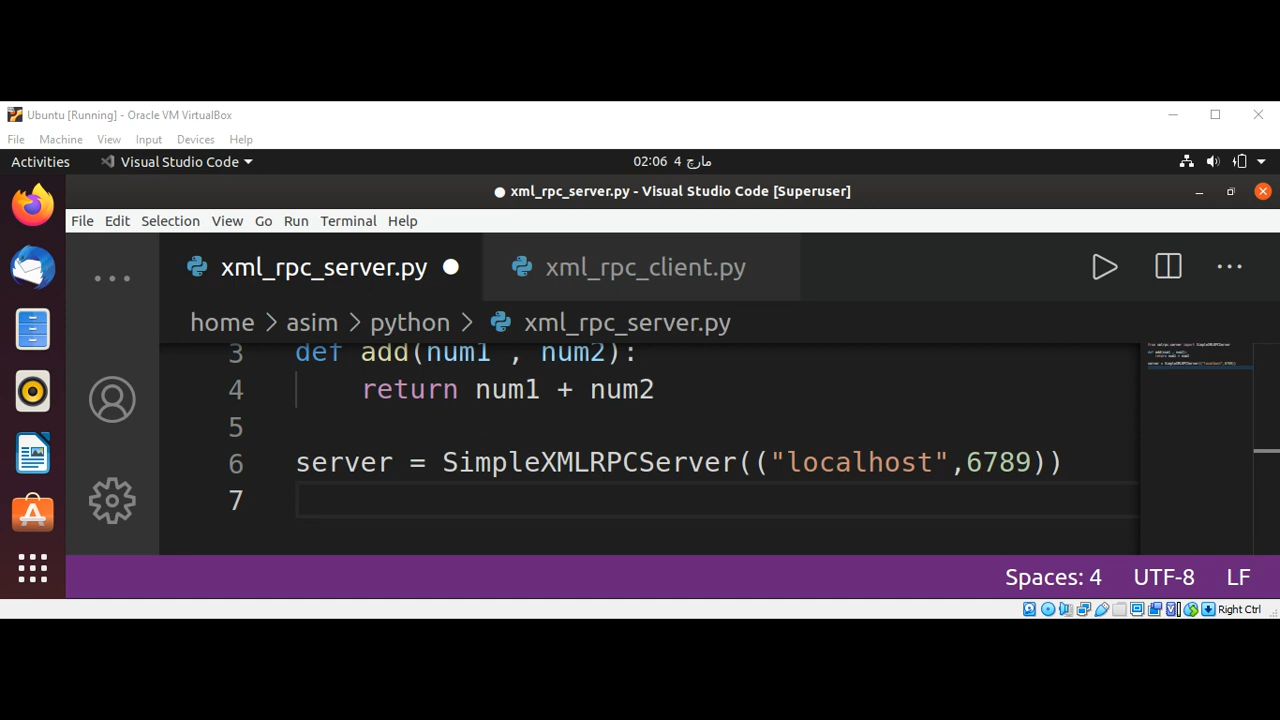 Ubuntu [Running] - Oracle VM VirtualBox
File Machine View Input Devices Help
Activities Visual Studio Code 02:06 4 مارچ
xml_rpc_server.py - Visual Studio Code [Superuser]
File Edit Selection View Go Run Terminal Help
xml_rpc_server.py xml_rpc_client.py
home > asim > python > xml_rpc_server.py
3 def add(num1 , num2):
4 return num1 + num2
5
6 server = SimpleXMLRPCServer(("localhost",6789))
7
Spaces: 4 UTF-8 LF
Right Ctrl